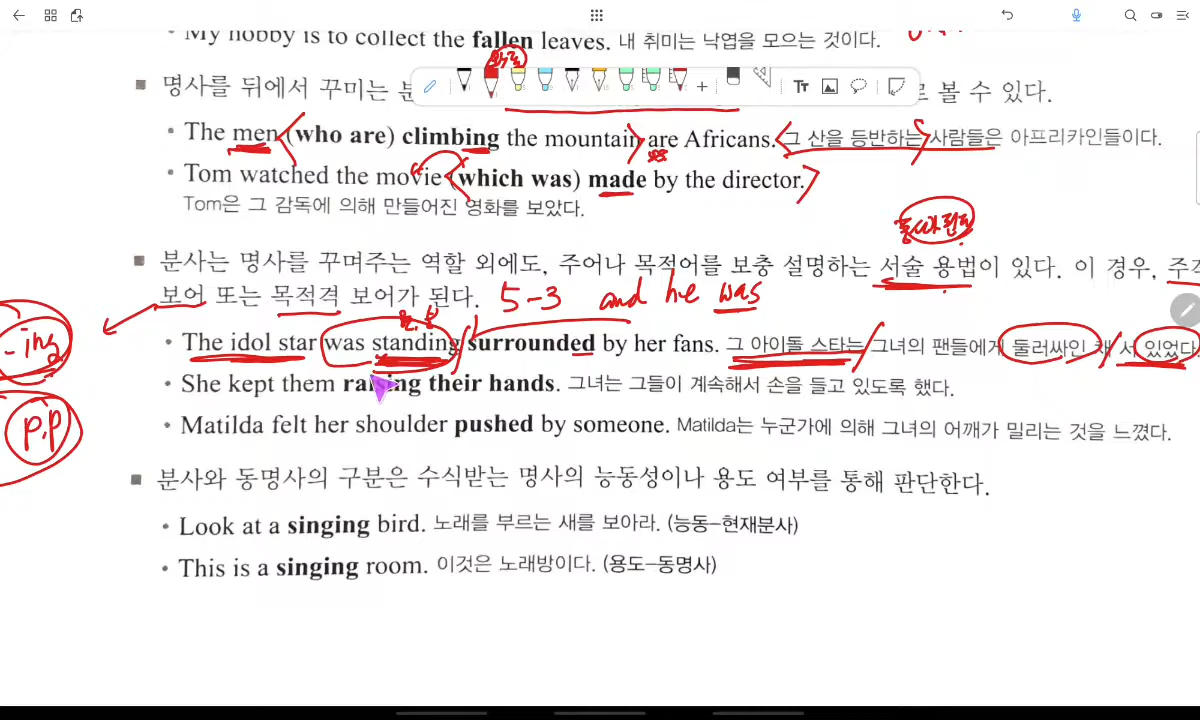 · My hobby is to collect the fallen leaves. 내 취미는 낙엽을 모으는 것이다.
■ 명사를 뒤에서 꾸미는 분 볼 수 있다.
· The men (who are) climbing the mountain are Africans. 그 산을 등반하는 사람들은 아프리카인들이다.
· Tom watched the movie (which was) made by the director.
Tom은 그 감독에 의해 만들어진 영화를 보았다.
■ 분사는 명사를 꾸며주는 역할 외에도, 주어나 목적어를 보충 설명하는 서술 용법이 있다. 이 경우, 주격
보어 또는 목적격 보어가 된다. 5-3 and he was
-ing
· The idol star was standing surrounded by her fans. 그 아이돌 스타는 그녀의 팬들에게 둘러싸인 채 서 있었다
· She kept them raising their hands. 그녀는 그들이 계속해서 손을 들고 있도록 했다.
p.p
· Matilda felt her shoulder pushed by someone. Matilda는 누군가에 의해 그녀의 어깨가 밀리는 것을 느꼈다.
■ 분사와 동명사의 구분은 수식받는 명사의 능동성이나 용도 여부를 통해 판단한다.
· Look at a singing bird. 노래를 부르는 새를 보아라. (능동-현재분사)
· This is a singing room. 이것은 노래방이다. (용도-동명사)